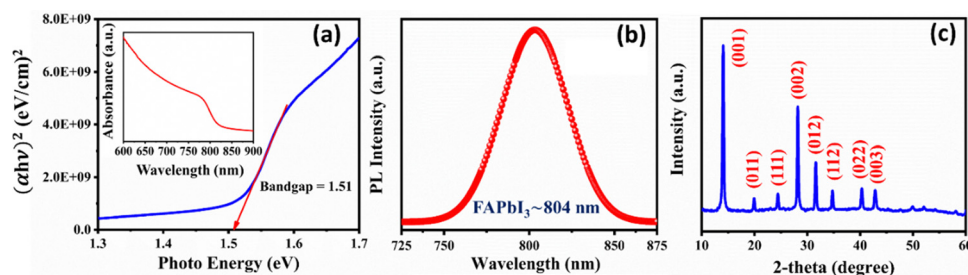 (a)
(αhν)² (eV/cm)²
8.0E+09
6.0E+09
4.0E+09
2.0E+09
0.0
1.3 1.4 1.5 1.6 1.7
Photo Energy (eV)
Absorbance (a.u.)
600 650 700 750 800 850 900
Wavelength (nm)
Bandgap = 1.51
(b)
PL Intensity (a.u.)
FAPbI₃~804 nm
725 750 775 800 825 850 875
Wavelength (nm)
(c)
Intensity (a.u.)
(001)
(011)
(111)
(002)
(012)
(112)
(022)
(003)
10 20 30 40 50 60
2-theta (degree)